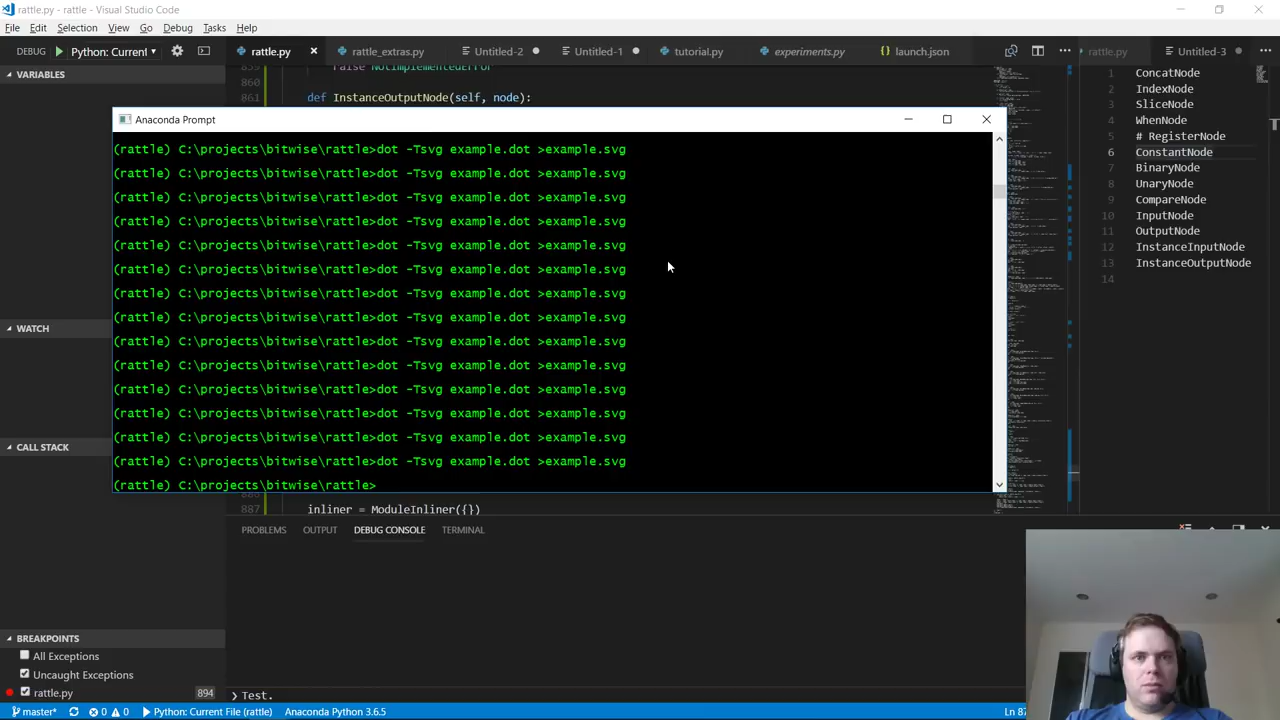 rattle.py - rattle - Visual Studio Code
File Edit Selection View Go Debug Tasks Help
DEBUG Python: Current
rattle.py rattle_extras.py Untitled-2 Untitled-1 tutorial.py experiments.py launch.json rattle.py Untitled-3
VARIABLES
False NotImplementedError
860
861 def InstanceOutputNode(self, node):
Anaconda Prompt
(rattle) C:\projects\bitwise\rattle>dot -Tsvg example.dot >example.svg
(rattle) C:\projects\bitwise\rattle>dot -Tsvg example.dot >example.svg
(rattle) C:\projects\bitwise\rattle>dot -Tsvg example.dot >example.svg
(rattle) C:\projects\bitwise\rattle>dot -Tsvg example.dot >example.svg
(rattle) C:\projects\bitwise\rattle>dot -Tsvg example.dot >example.svg
(rattle) C:\projects\bitwise\rattle>dot -Tsvg example.dot >example.svg
(rattle) C:\projects\bitwise\rattle>dot -Tsvg example.dot >example.svg
(rattle) C:\projects\bitwise\rattle>dot -Tsvg example.dot >example.svg
(rattle) C:\projects\bitwise\rattle>dot -Tsvg example.dot >example.svg
(rattle) C:\projects\bitwise\rattle>dot -Tsvg example.dot >example.svg
(rattle) C:\projects\bitwise\rattle>dot -Tsvg example.dot >example.svg
(rattle) C:\projects\bitwise\rattle>dot -Tsvg example.dot >example.svg
(rattle) C:\projects\bitwise\rattle>dot -Tsvg example.dot >example.svg
(rattle) C:\projects\bitwise\rattle>dot -Tsvg example.dot >example.svg
(rattle) C:\projects\bitwise\rattle>
887 inliner = ModuleInliner({})
1 ConcatNode
2 IndexNode
3 SliceNode
4 WhenNode
5 # RegisterNode
6 ConstantNode
7 BinaryNode
8 UnaryNode
9 CompareNode
10 InputNode
11 OutputNode
12 InstanceInputNode
13 InstanceOutputNode
14
WATCH
CALL STACK
PROBLEMS OUTPUT DEBUG CONSOLE TERMINAL
BREAKPOINTS
All Exceptions
Uncaught Exceptions
rattle.py 894
Test.
master* 0 0 Python: Current File (rattle) Anaconda Python 3.6.5